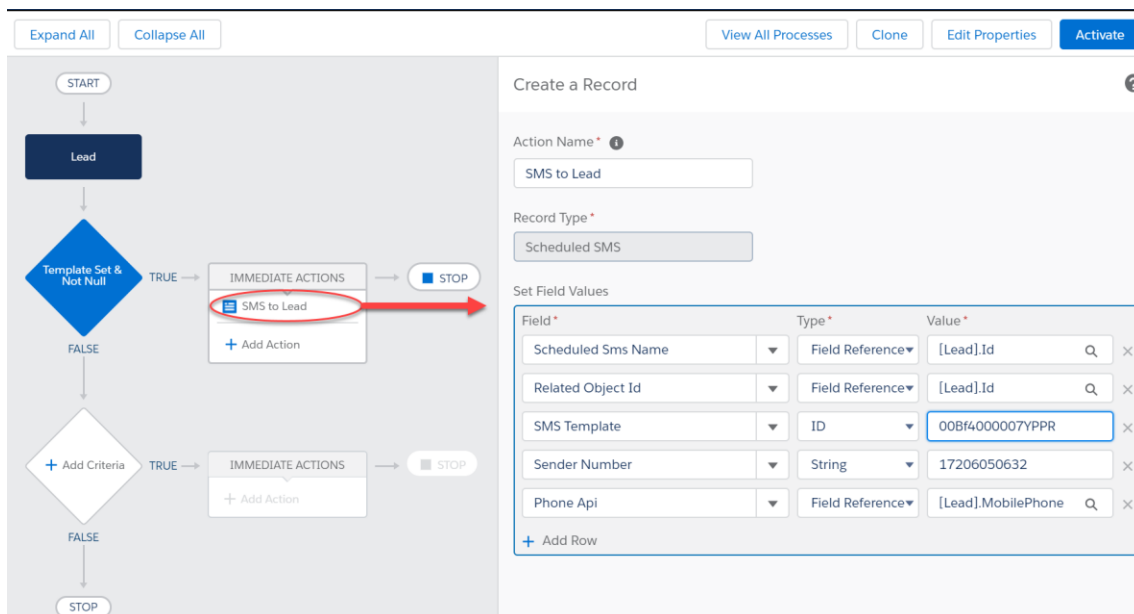 Expand All
Collapse All
View All Processes
Clone
Edit Properties
Activate
START
Lead
Template Set &
Not Null
TRUE
IMMEDIATE ACTIONS
SMS to Lead
+ Add Action
STOP
FALSE
+ Add Criteria
TRUE
IMMEDIATE ACTIONS
+ Add Action
STOP
FALSE
STOP
Create a Record
Action Name*
SMS to Lead
Record Type*
Scheduled SMS
Set Field Values
Field* Type* Value*
Scheduled Sms Name Field Reference [Lead].Id
Related Object Id Field Reference [Lead].Id
SMS Template ID 00Bf4000007YPPR
Sender Number String 17206050632
Phone Api Field Reference [Lead].MobilePhone
+ Add Row